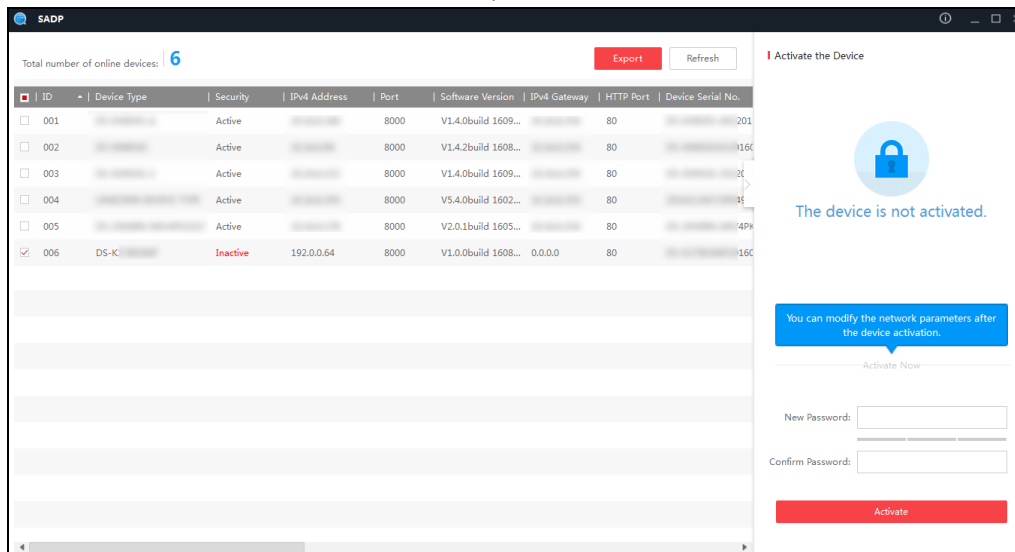 SADP
Total number of online devices: 6
Export
Refresh
ID Device Type Security IPv4 Address Port Software Version IPv4 Gateway HTTP Port Device Serial No.
001 Active 8000 V1.4.0build 1609... 80 201
002 Active 8000 V1.4.2build 1608... 80 160
003 Active 8000 V1.4.0build 1609... 80
004 Active 8000 V5.4.0build 1602... 80
005 Active 8000 V2.0.1build 1605... 80 4PK
006 DS-K Inactive 192.0.0.64 8000 V1.0.0build 1608... 0.0.0.0 80 160
Activate the Device
The device is not activated.
You can modify the network parameters after
the device activation.
Activate Now
New Password:
Confirm Password:
Activate